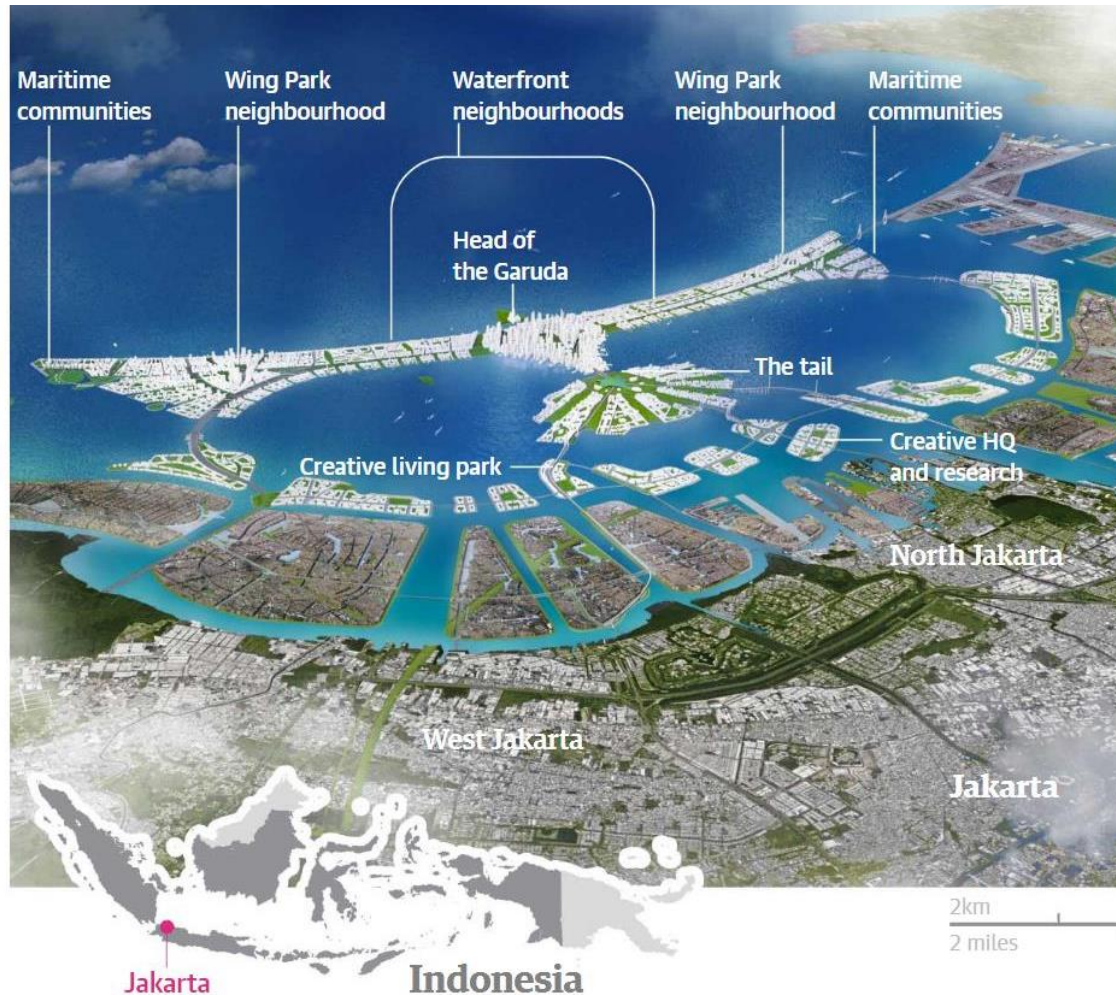 Maritime
communities
Wing Park
neighbourhood
Waterfront
neighbourhoods
Wing Park
neighbourhood
Maritime
communities
Head of
the Garuda
The tail
Creative living park
Creative HQ
and research
North Jakarta
West Jakarta
Jakarta
2km
2 miles
Jakarta
Indonesia